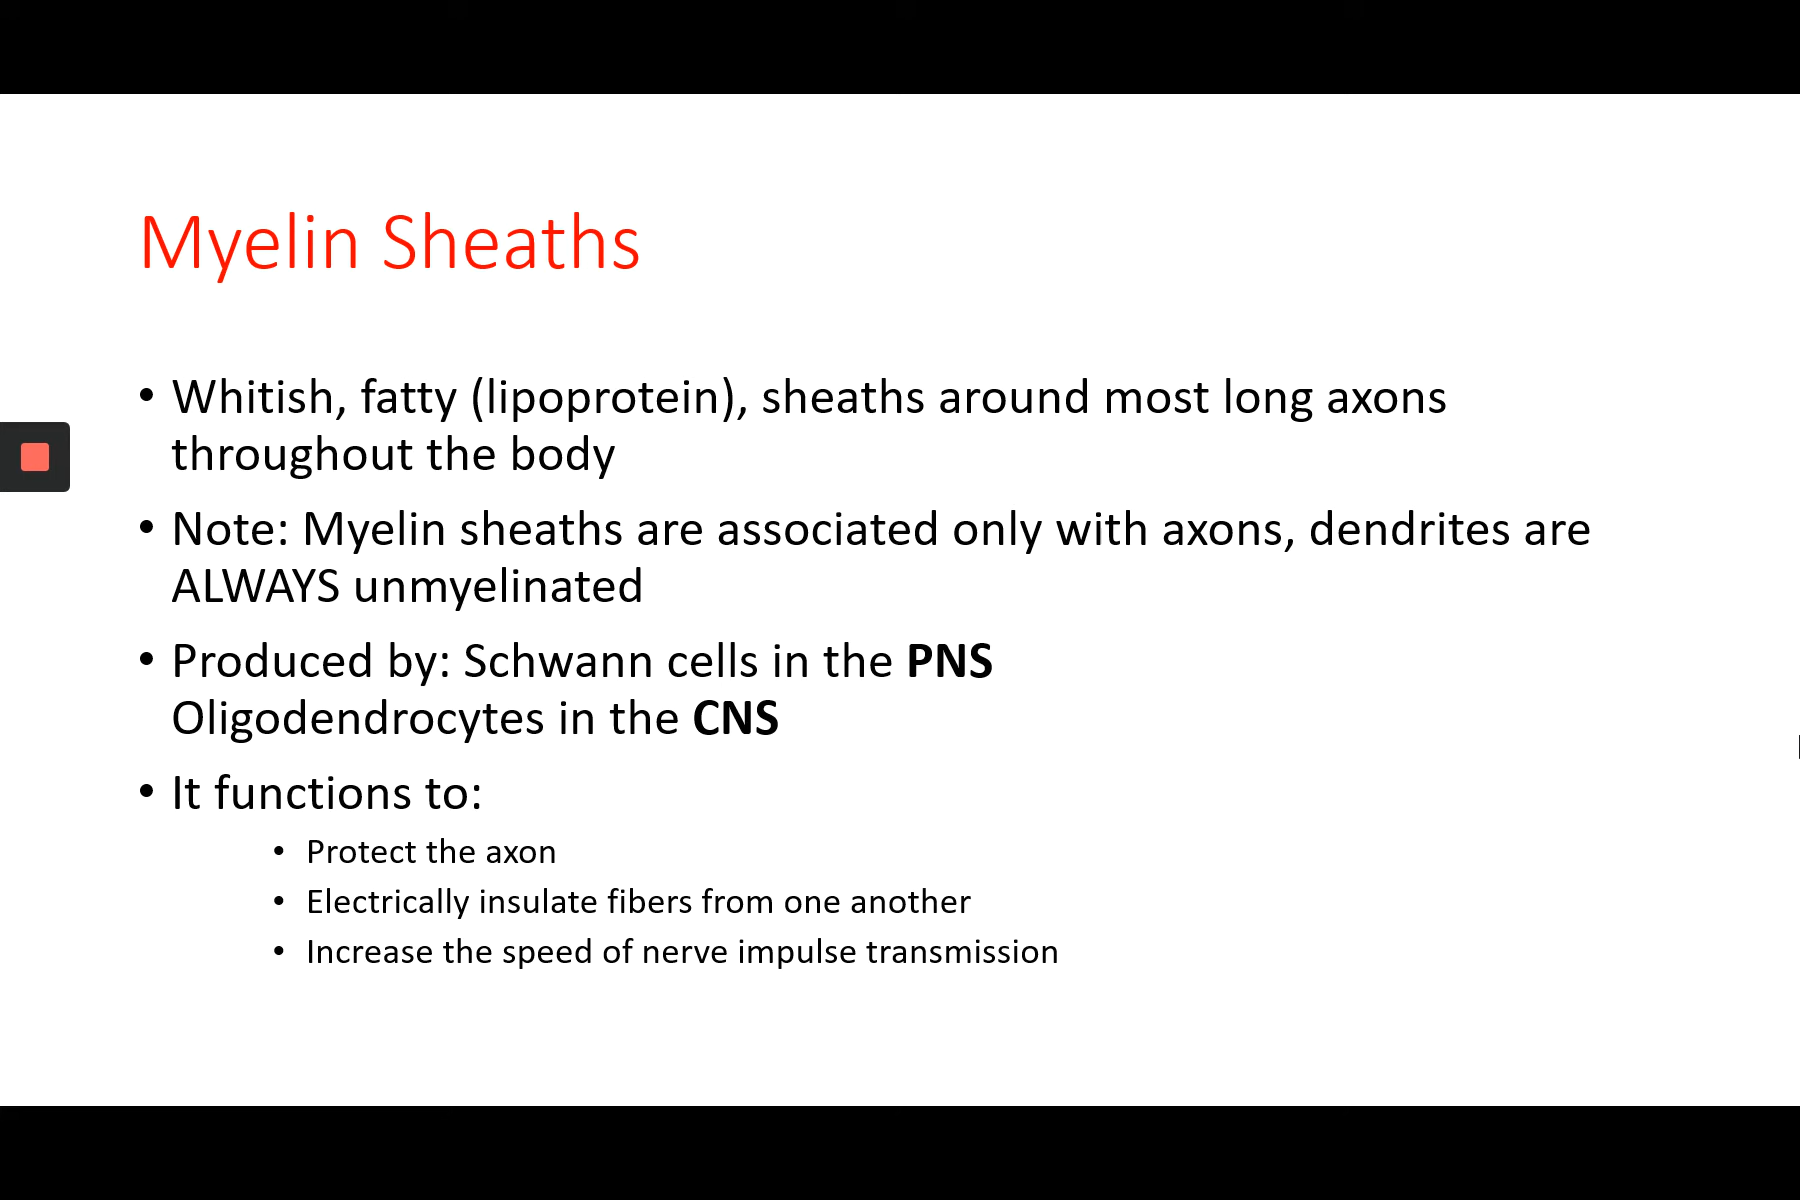 Myelin Sheaths
• Whitish, fatty (lipoprotein), sheaths around most long axons
throughout the body
• Note: Myelin sheaths are associated only with axons, dendrites are
ALWAYS unmyelinated
• Produced by: Schwann cells in the PNS
Oligodendrocytes in the CNS
• It functions to:
• Protect the axon
• Electrically insulate fibers from one another
• Increase the speed of nerve impulse transmission